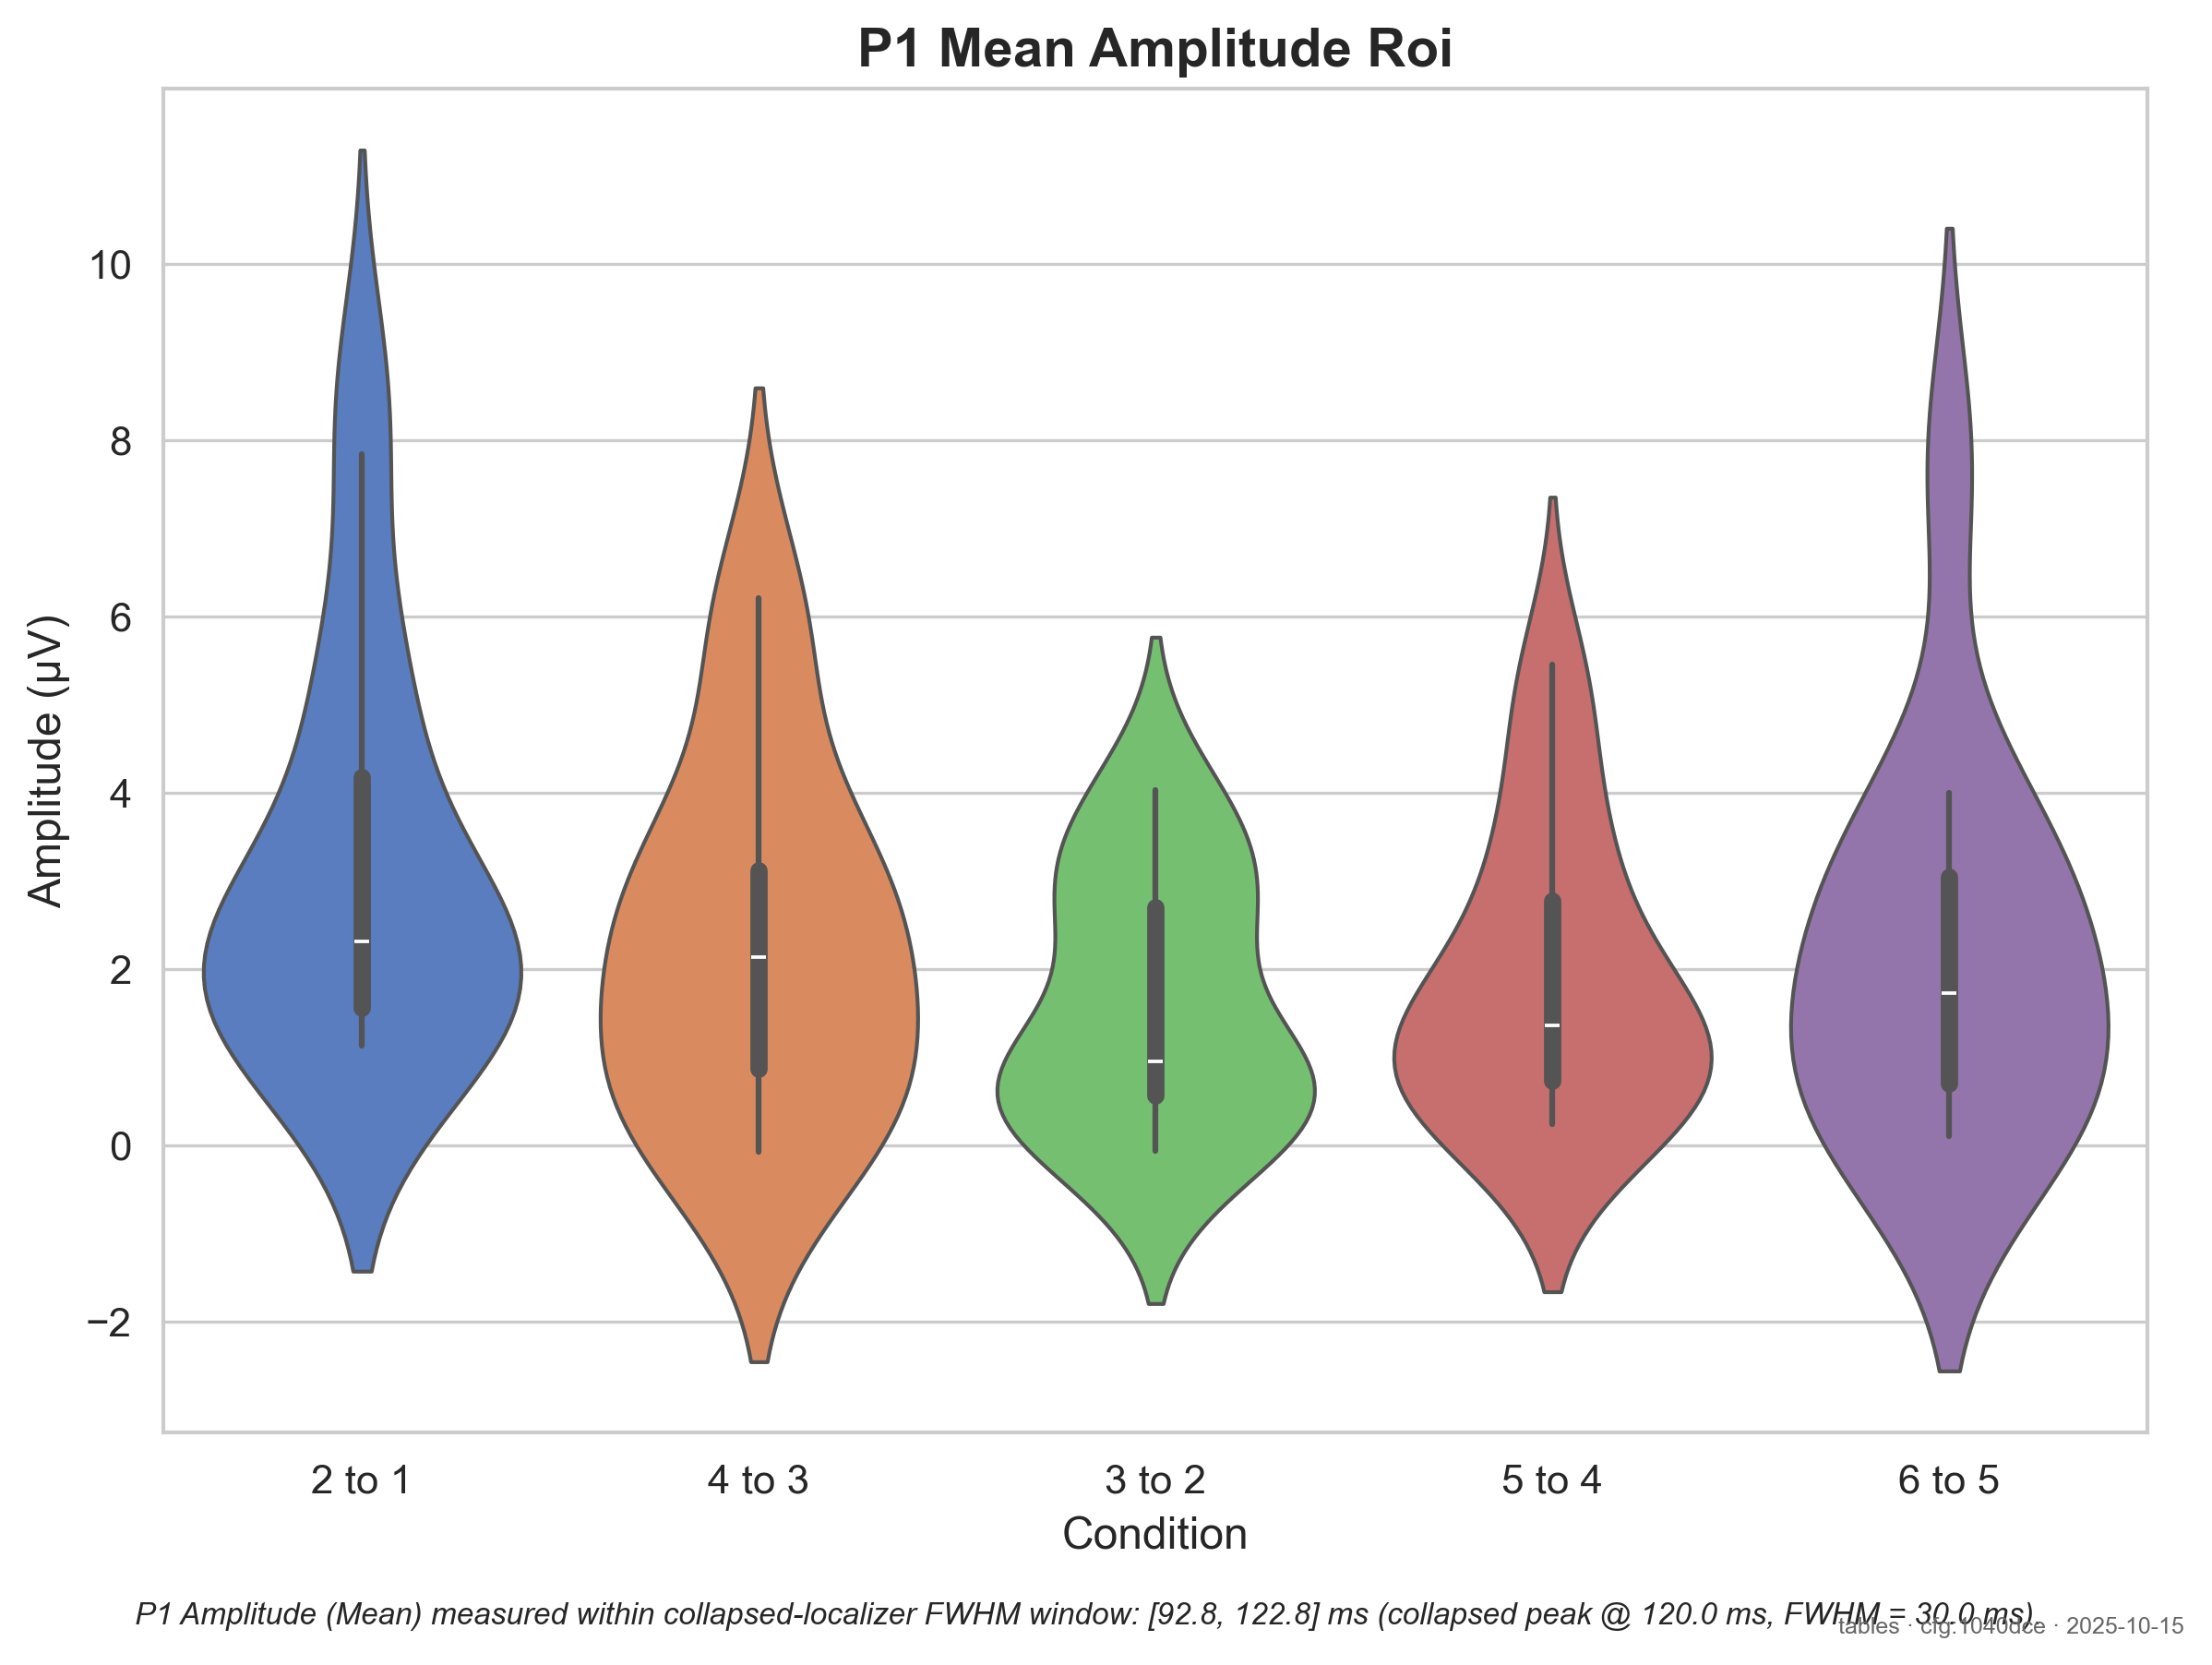 P1 Mean Amplitude Roi
Amplitude (µV)
10
8
6
4
2
0
−2
2 to 1
4 to 3
3 to 2
5 to 4
6 to 5
Condition
P1 Amplitude (Mean) measured within collapsed-localizer FWHM window: [92.8, 122.8] ms (collapsed peak @ 120.0 ms, FWHM = 30.0 ms).
tables · cfg:1040dce · 2025-10-15